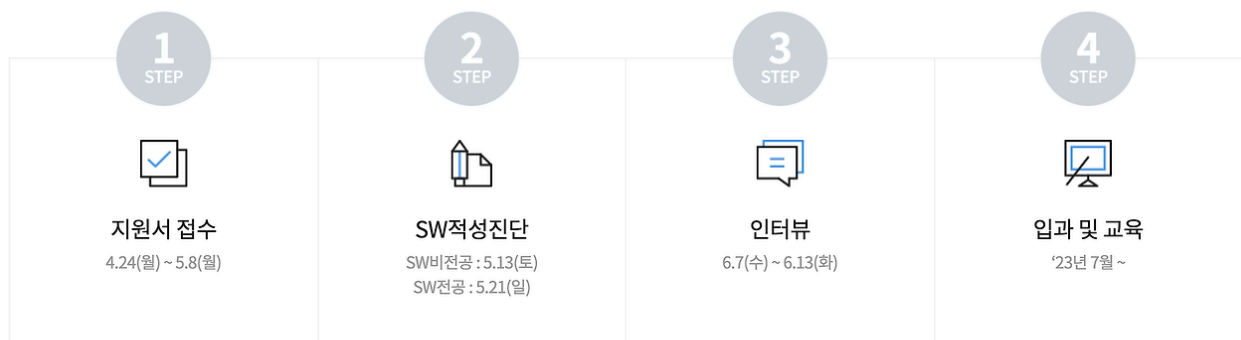 1
STEP
지원서 접수
4.24(월) ~ 5.8(월)
2
STEP
SW적성진단
SW비전공 : 5.13(토)
SW전공 : 5.21(일)
3
STEP
인터뷰
6.7(수) ~ 6.13(화)
4
STEP
입과 및 교육
‘23년 7월 ~